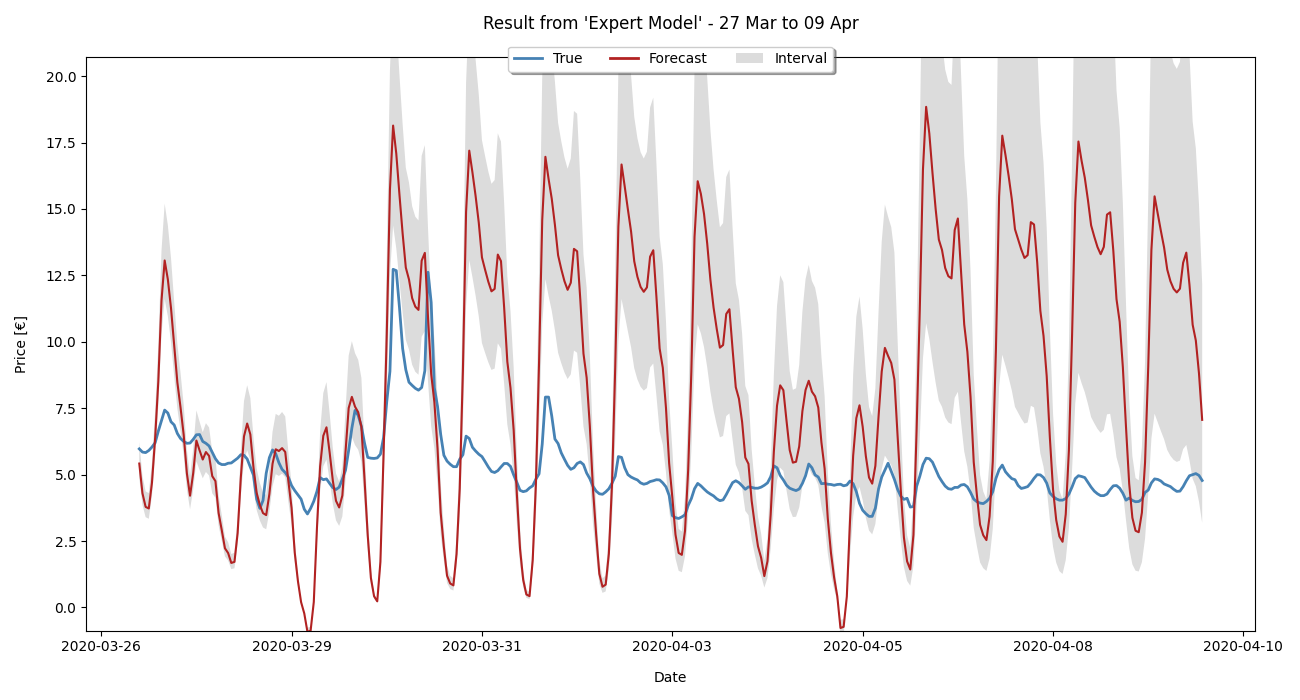 Result from 'Expert Model' - 27 Mar to 09 Apr
True Forecast Interval
20.0
17.5
15.0
12.5
10.0
7.5
5.0
2.5
0.0
Price [€]
2020-03-26 2020-03-29 2020-03-31 2020-04-03 2020-04-05 2020-04-08 2020-04-10
Date